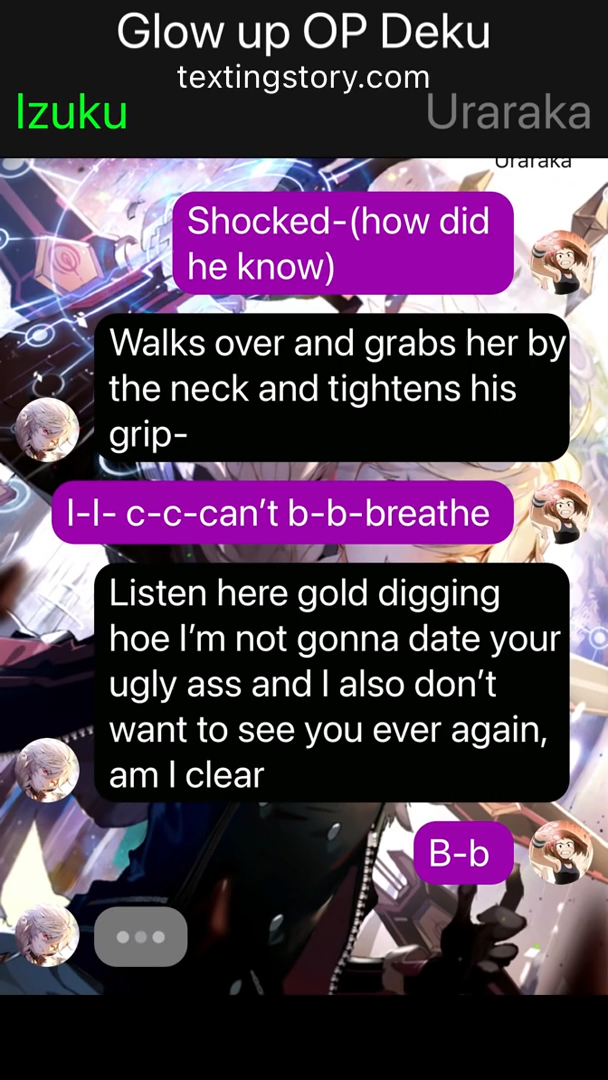 Glow up OP Deku
textingstory.com
Izuku Uraraka
Uraraka
Shocked-(how did
he know)
Walks over and grabs her by
the neck and tightens his
grip-
I-I- c-c-can’t b-b-breathe
Listen here gold digging
hoe I’m not gonna date your
ugly ass and I also don’t
want to see you ever again,
am I clear
B-b